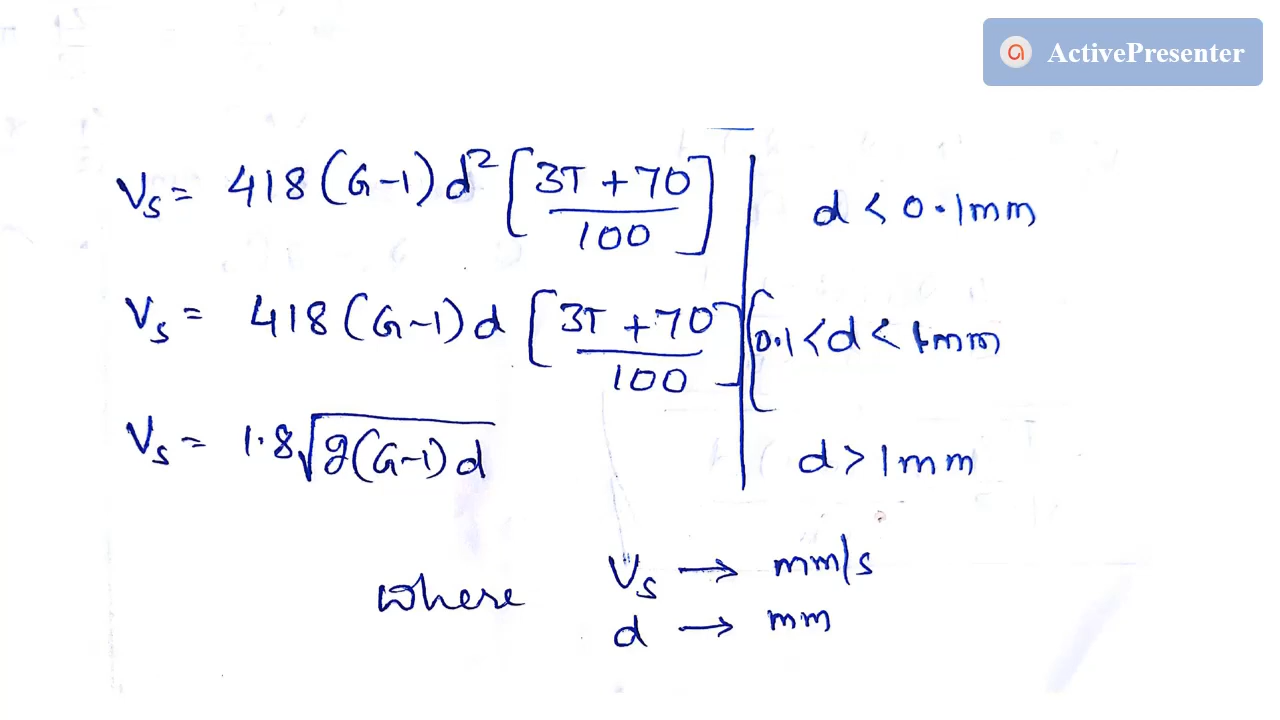 ActivePresenter
Vs = 418 (G-1) d² [3T + 70 / 100] d < 0.1mm
Vs = 418 (G-1) d [3T + 70 / 100] 0.1 < d < 1mm
Vs = 1.8 √g(G-1)d d > 1mm
where Vs → mm/s
d → mm